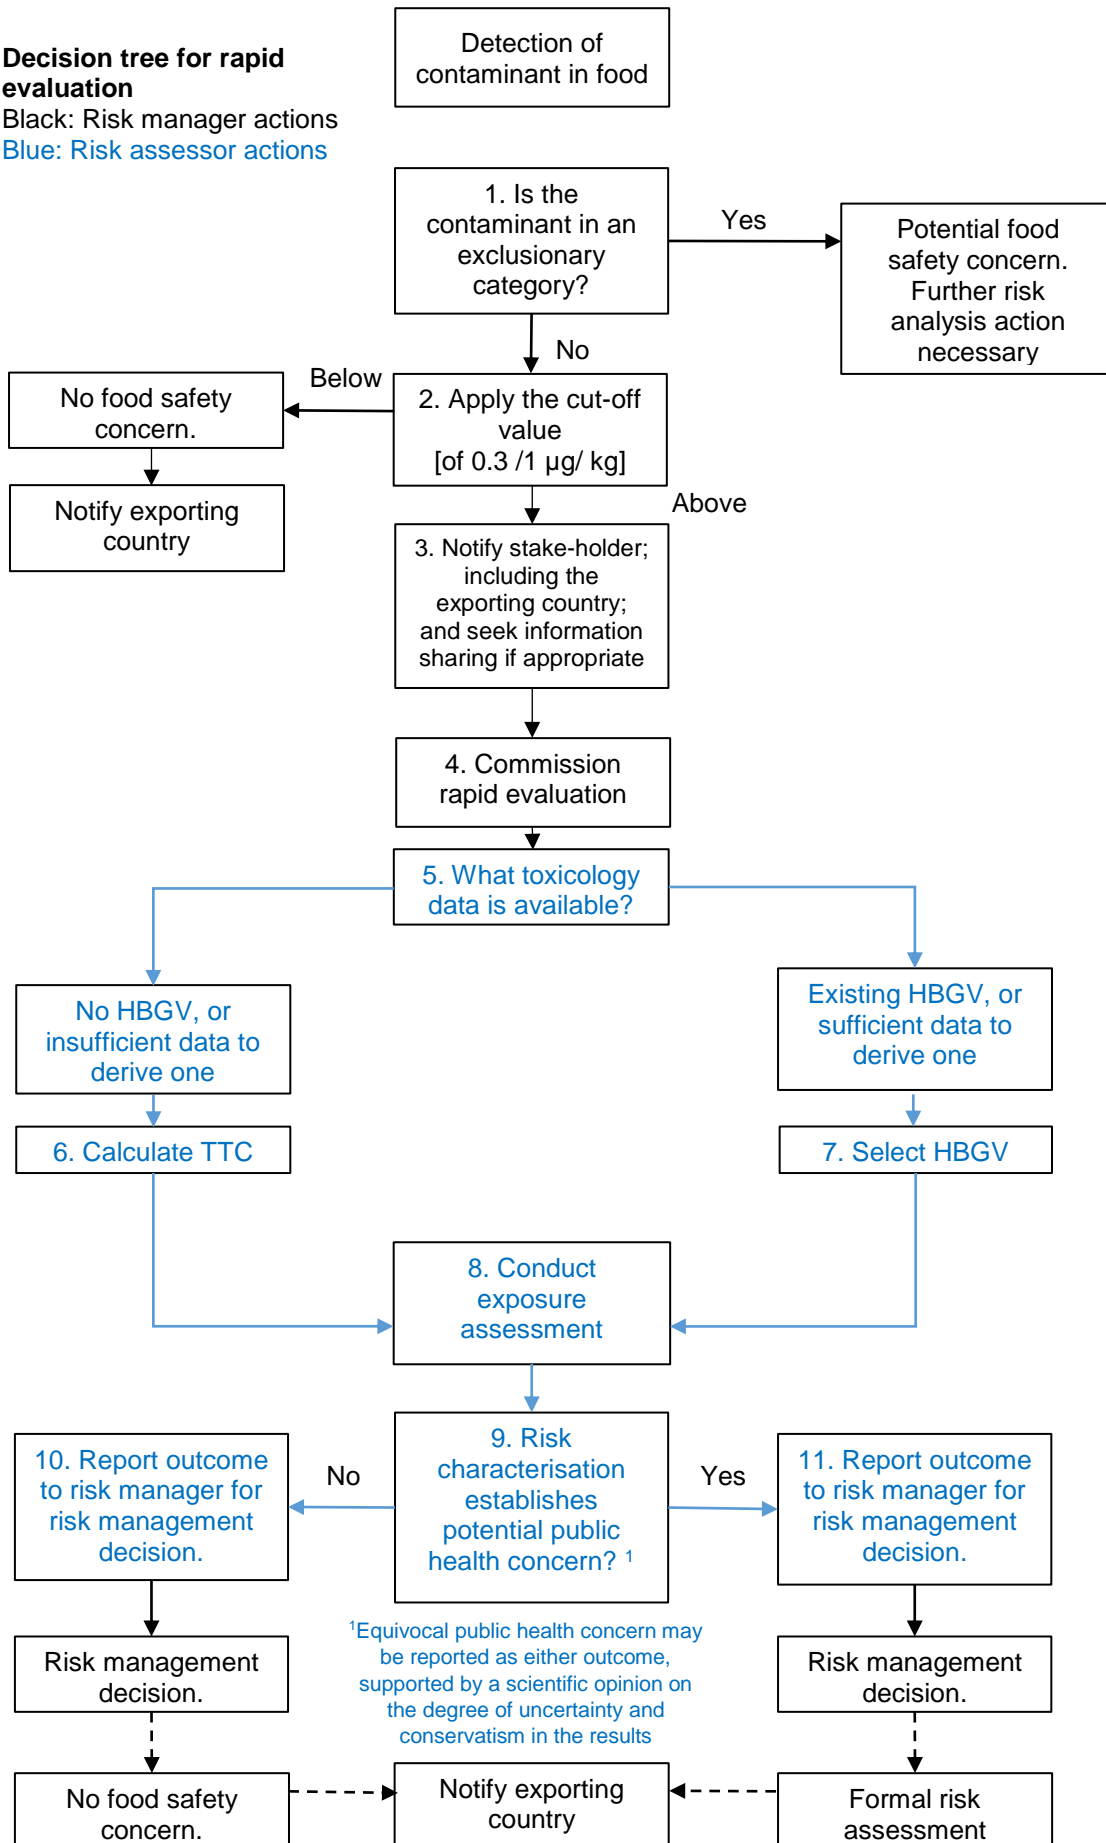 Decision tree for rapid
evaluation
Black: Risk manager actions
Blue: Risk assessor actions
Detection of
contaminant in food
1. Is the
contaminant in an
exclusionary
category?
Yes
Potential food
safety concern.
Further risk
analysis action
necessary
No
Below
No food safety
concern.
2. Apply the cut-off
value
[of 0.3 /1 µg/ kg]
Notify exporting
country
Above
3. Notify stake-holder;
including the
exporting country;
and seek information
sharing if appropriate
4. Commission
rapid evaluation
5. What toxicology
data is available?
No HBGV, or
insufficient data to
derive one
Existing HBGV, or
sufficient data to
derive one
6. Calculate TTC
7. Select HBGV
8. Conduct
exposure
assessment
9. Risk
characterisation
establishes
potential public
health concern? 1
No
Yes
10. Report outcome
to risk manager for
risk management
decision.
11. Report outcome
to risk manager for
risk management
decision.
1Equivocal public health concern may
be reported as either outcome,
supported by a scientific opinion on
the degree of uncertainty and
conservatism in the results
Risk management
decision.
Risk management
decision.
No food safety
concern.
Notify exporting
country
Formal risk
assessment